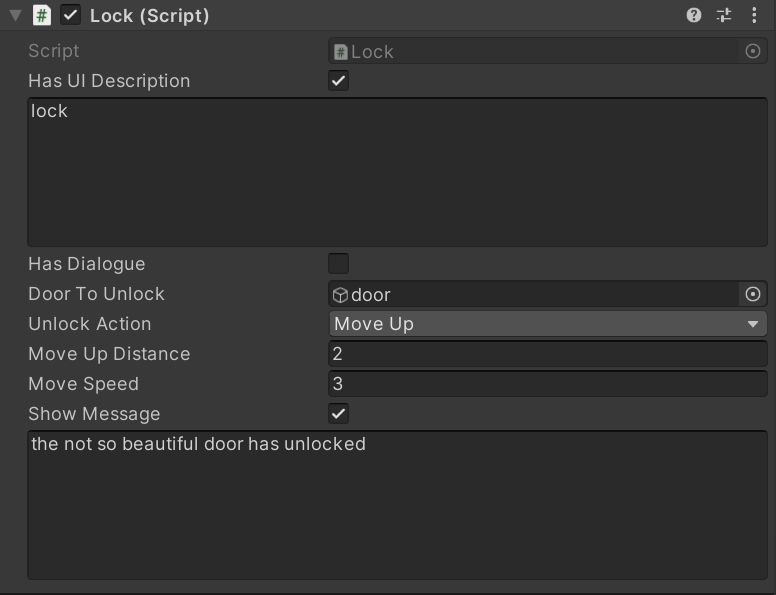 Lock (Script)
Script Lock
Has UI Description
lock
Has Dialogue
Door To Unlock door
Unlock Action Move Up
Move Up Distance 2
Move Speed 3
Show Message
the not so beautiful door has unlocked